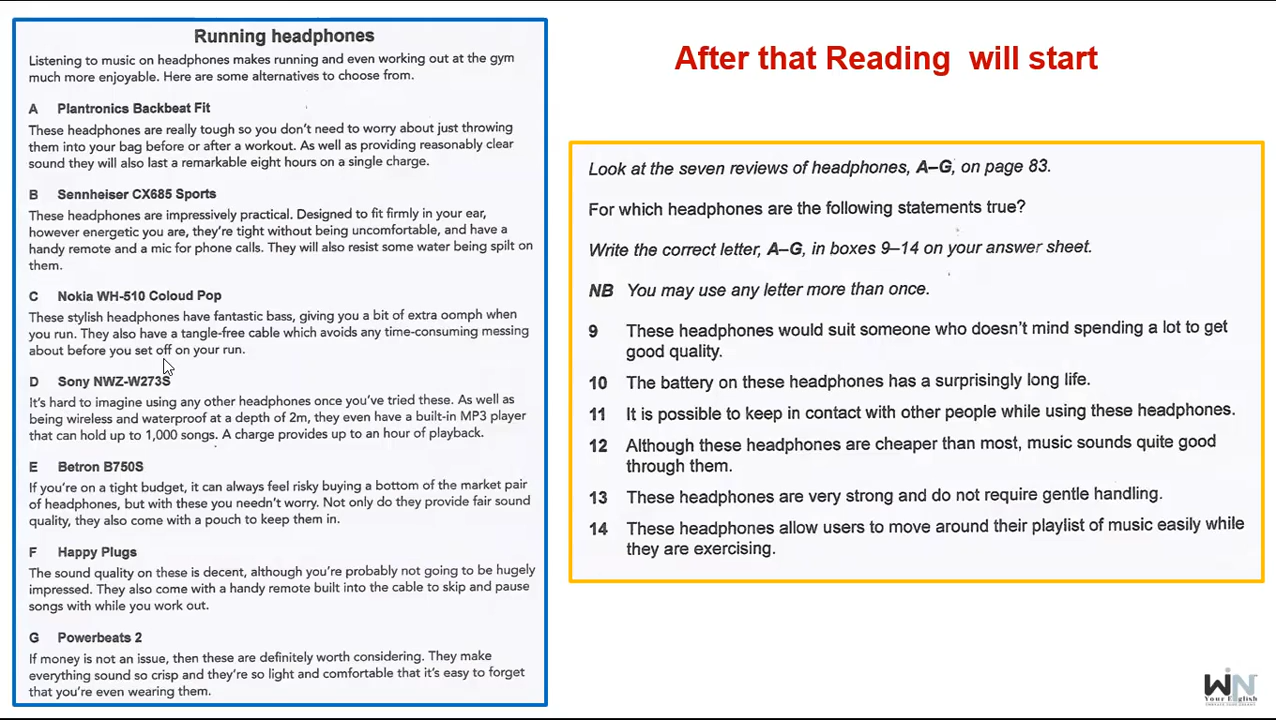 Running headphones
Listening to music on headphones makes running and even working out at the gym
much more enjoyable. Here are some alternatives to choose from.
A Plantronics Backbeat Fit
These headphones are really tough so you don't need to worry about just throwing
them into your bag before or after a workout. As well as providing reasonably clear
sound they will also last a remarkable eight hours on a single charge.
B Sennheiser CX685 Sports
These headphones are impressively practical. Designed to fit firmly in your ear,
however energetic you are, they're tight without being uncomfortable, and have a
handy remote and a mic for phone calls. They will also resist some water being spilt on
them.
C Nokia WH-510 Coloud Pop
These stylish headphones have fantastic bass, giving you a bit of extra oomph when
you run. They also have a tangle-free cable which avoids any time-consuming messing
about before you set off on your run.
D Sony NWZ-W273S
It's hard to imagine using any other headphones once you've tried these. As well as
being wireless and waterproof at a depth of 2m, they even have a built-in MP3 player
that can hold up to 1,000 songs. A charge provides up to an hour of playback.
E Betron B750S
If you're on a tight budget, it can always feel risky buying a bottom of the market pair
of headphones, but with these you needn't worry. Not only do they provide fair sound
quality, they also come with a pouch to keep them in.
F Happy Plugs
The sound quality on these is decent, although you're probably not going to be hugely
impressed. They also come with a handy remote built into the cable to skip and pause
songs with while you work out.
G Powerbeats 2
If money is not an issue, then these are definitely worth considering. They make
everything sound so crisp and they're so light and comfortable that it's easy to forget
that you're even wearing them.
After that Reading will start
Look at the seven reviews of headphones, A–G, on page 83.
For which headphones are the following statements true?
Write the correct letter, A–G, in boxes 9–14 on your answer sheet.
NB You may use any letter more than once.
9 These headphones would suit someone who doesn't mind spending a lot to get
good quality.
10 The battery on these headphones has a surprisingly long life.
11 It is possible to keep in contact with other people while using these headphones.
12 Although these headphones are cheaper than most, music sounds quite good
through them.
13 These headphones are very strong and do not require gentle handling.
14 These headphones allow users to move around their playlist of music easily while
they are exercising.
WIN
Your English